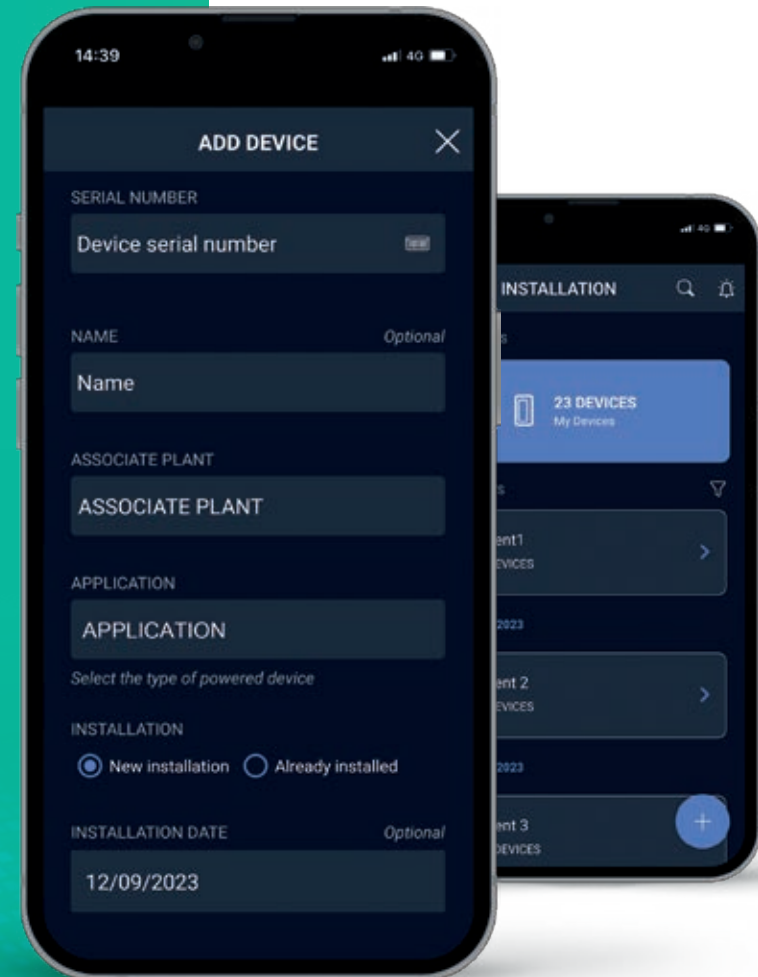 14:39
4G
ADD DEVICE
SERIAL NUMBER
Device serial number
NAME
Optional
Name
ASSOCIATE PLANT
ASSOCIATE PLANT
APPLICATION
APPLICATION
Select the type of powered device
INSTALLATION
New installation
Already installed
INSTALLATION DATE
Optional
12/09/2023
4G
INSTALLATION
S
23 DEVICES
My Devices
S
ent1
EVICES
2023
ent 2
EVICES
2023
ent 3
DEVICES